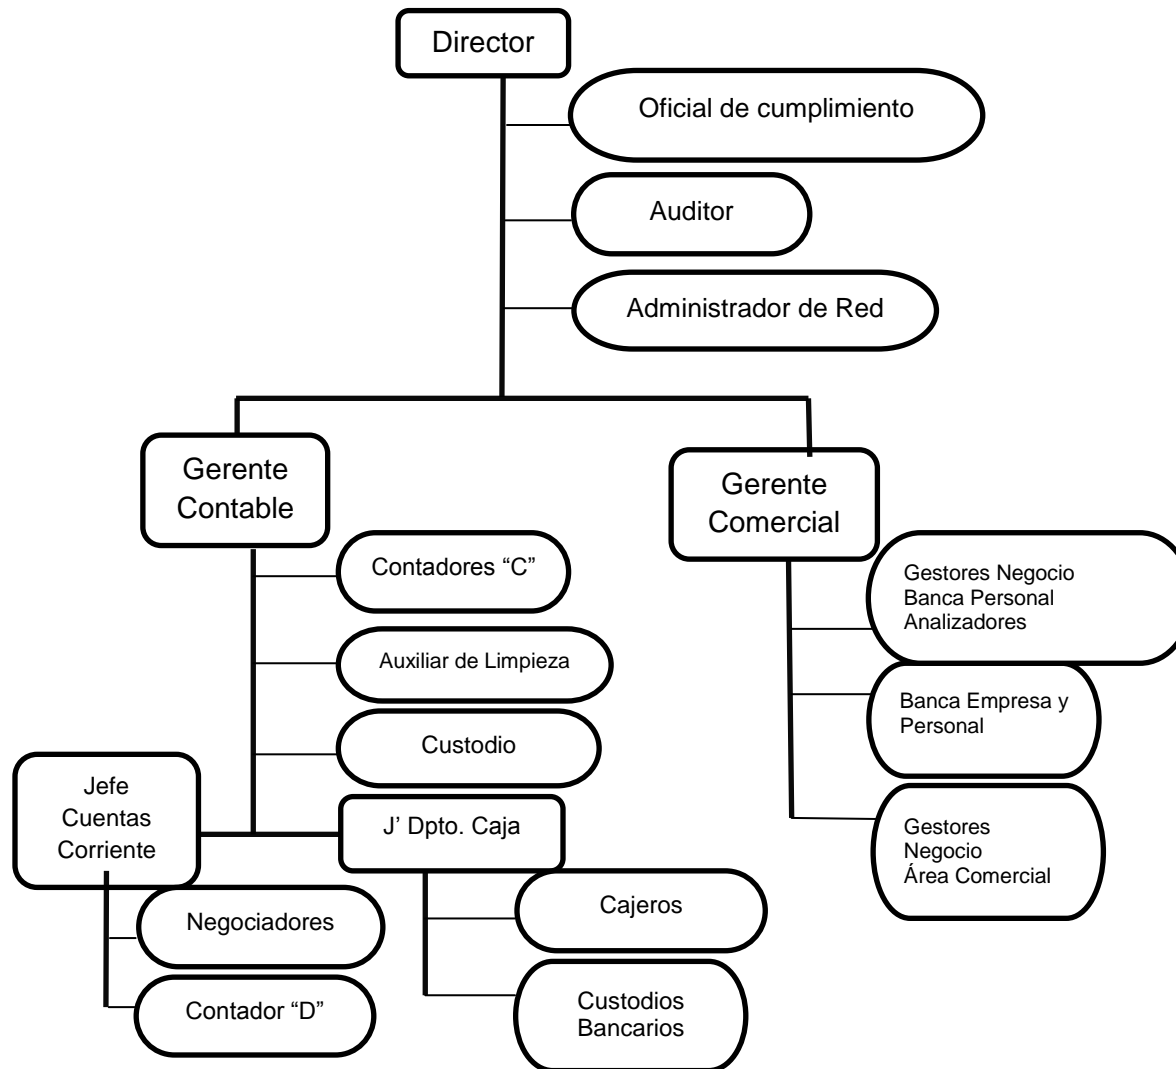 Director
Oficial de cumplimiento
Auditor
Administrador de Red
Gerente
Contable
Gerente
Comercial
Contadores “C”
Auxiliar de Limpieza
Custodio
Gestores Negocio
Banca Personal
Analizadores
Banca Empresa y
Personal
Gestores
Negocio
Área Comercial
Jefe
Cuentas
Corriente
J’ Dpto. Caja
Negociadores
Contador “D”
Cajeros
Custodios
Bancarios